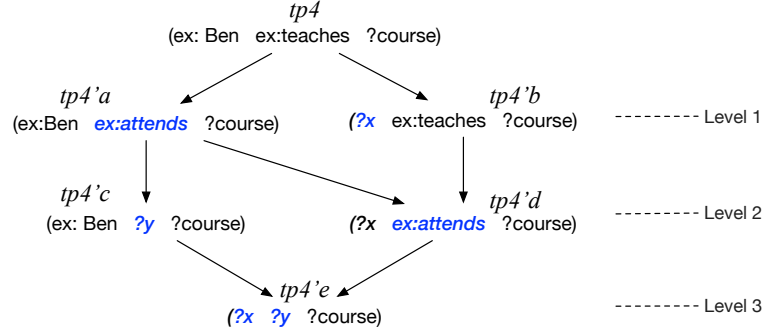 tp4
(ex: Ben ex:teaches ?course)
tp4'a
(ex:Ben ex:attends ?course)
tp4'b
(?x ex:teaches ?course)
Level 1
tp4'c
(ex: Ben ?y ?course)
tp4'd
(?x ex:attends ?course)
Level 2
tp4'e
(?x ?y ?course)
Level 3